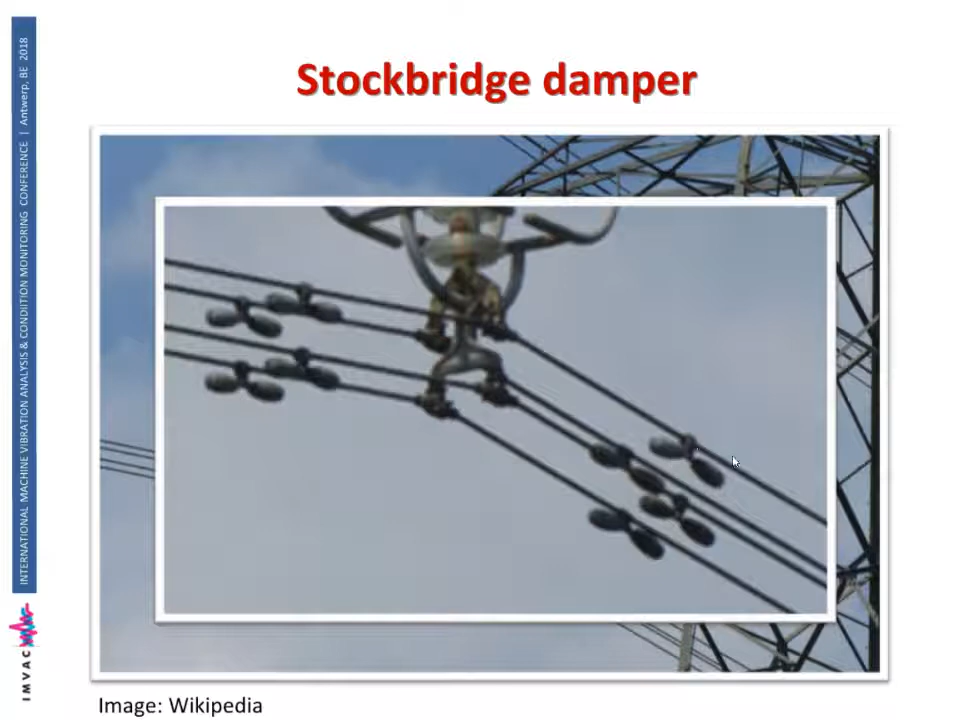 Stockbridge damper
INTERNATIONAL MACHINE VIBRATION ANALYSIS & CONDITION MONITORING CONFERENCE | Antwerp, BE 2018
IMVAC
Image: Wikipedia